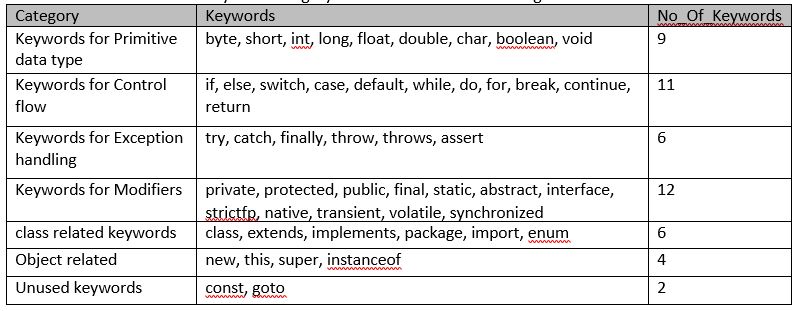 Category Keywords No_Of_Keywords
Keywords for Primitive byte, short, int, long, float, double, char, boolean, void 9
data type
Keywords for Control if, else, switch, case, default, while, do, for, break, continue, 11
flow return
Keywords for Exception try, catch, finally, throw, throws, assert 6
handling
Keywords for Modifiers private, protected, public, final, static, abstract, interface, 12
strictfp, native, transient, volatile, synchronized
class related keywords class, extends, implements, package, import, enum 6
Object related new, this, super, instanceof 4
Unused keywords const, goto 2